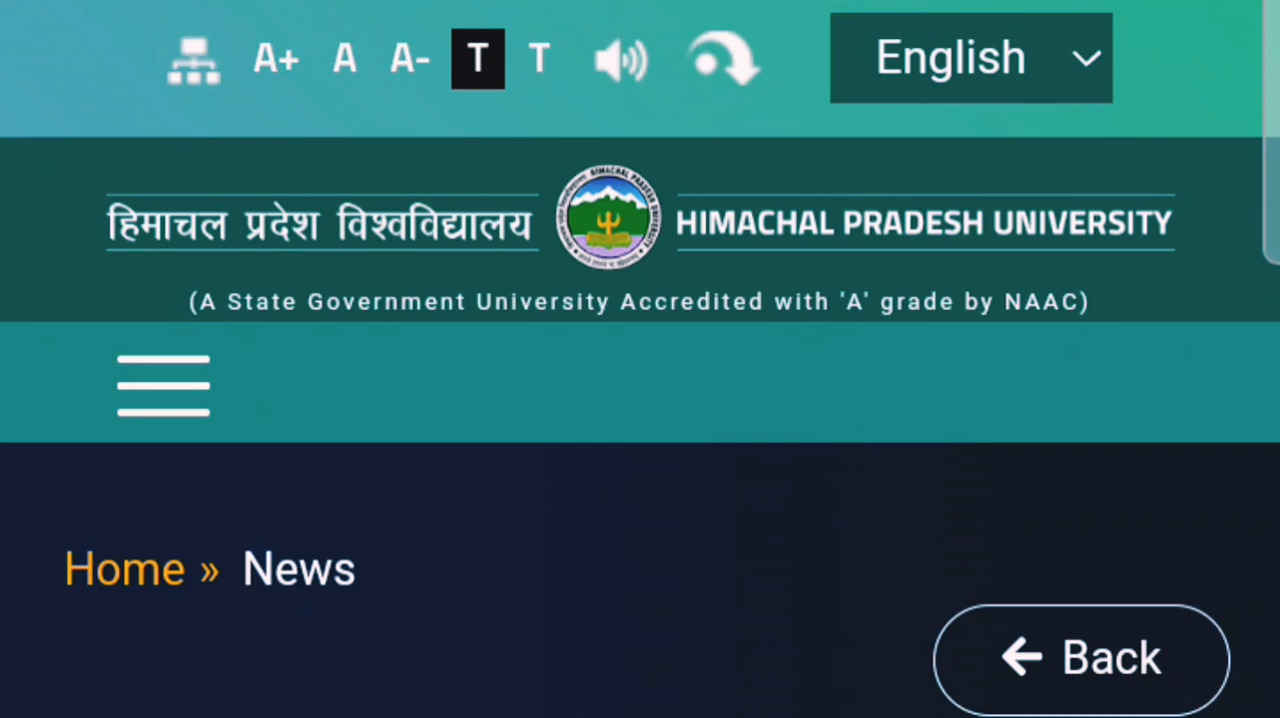 A+ A A- T T English
हिमाचल प्रदेश विश्वविद्यालय HIMACHAL PRADESH UNIVERSITY
(A State Government University Accredited with 'A' grade by NAAC)
Home » News
Back